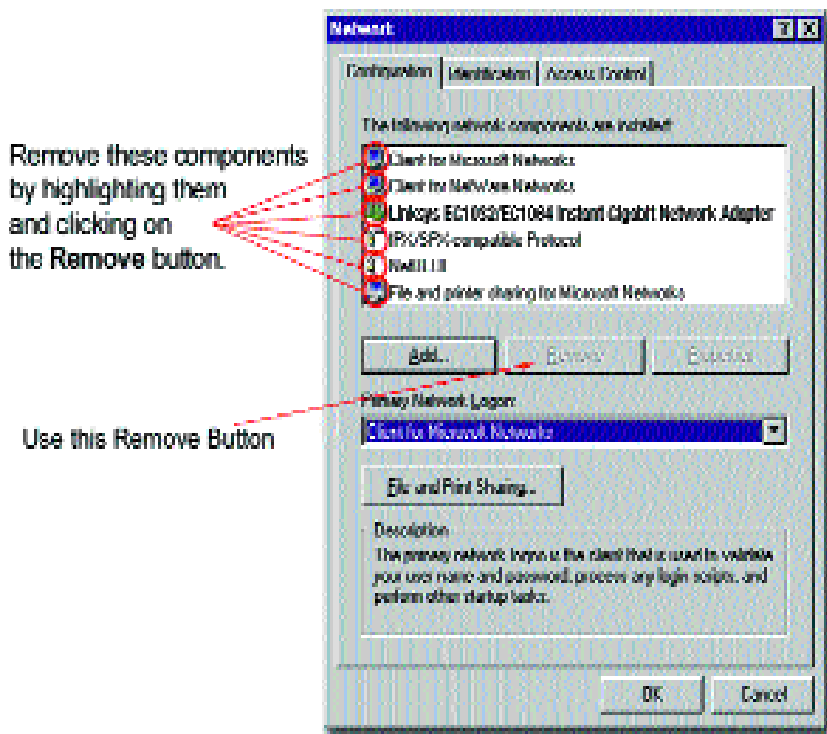 Network
Configuration Identification Access Control
The following network components are installed:
Remove these components
by highlighting them
and clicking on
the Remove button.
Client for Microsoft Networks
Client for NetWare Networks
Linksys EG1032/EG1064 Instant Gigabit Network Adapter
IPX/SPX-compatible Protocol
NetBEUI
File and printer sharing for Microsoft Networks
Add... Remove Properties
Primary Network Logon:
Use this Remove Button
Client for Microsoft Networks
File and Print Sharing...
Description
The primary network logon is the client that is used to validate
your user name and password, process any login scripts, and
perform other startup tasks.
OK Cancel